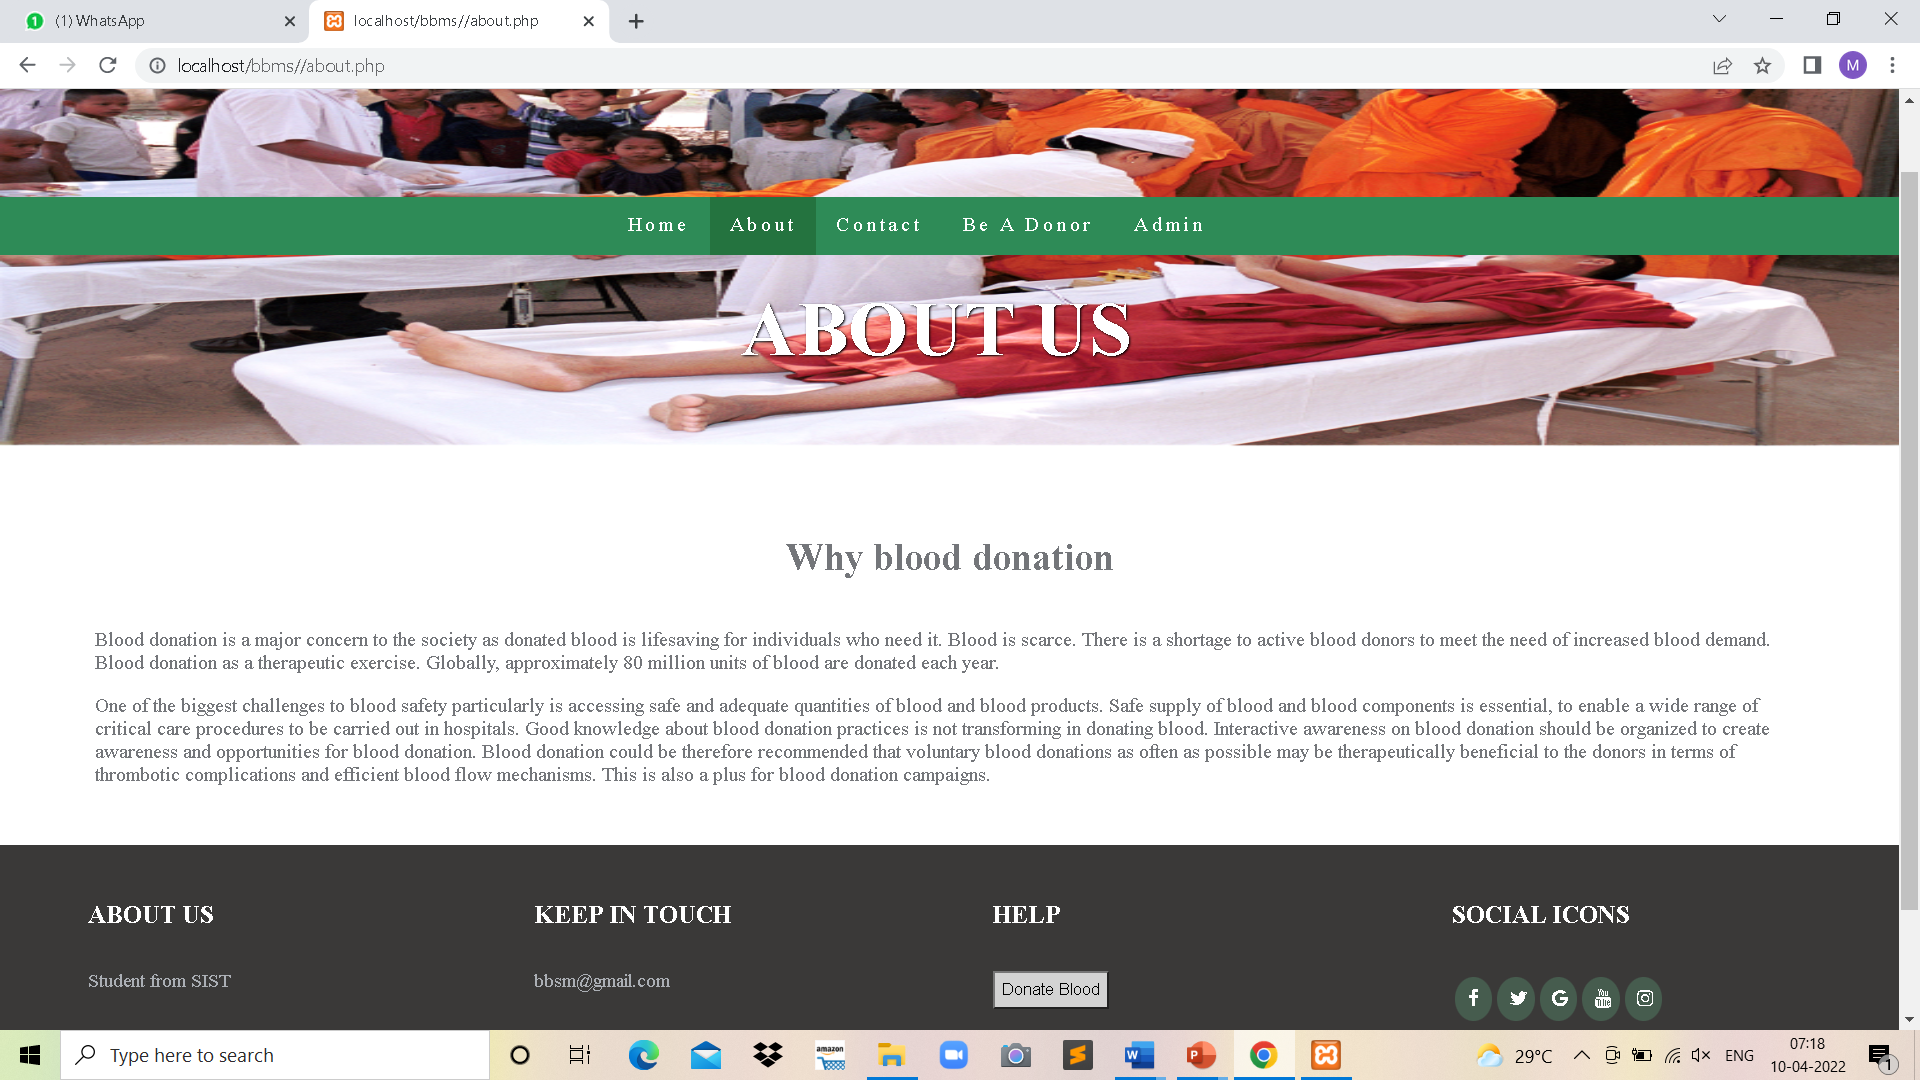 (1) WhatsApp
localhost/bbms//about.php
localhost/bbms//about.php
M
Home About Contact Be A Donor Admin
ABOUT US
Why blood donation
Blood donation is a major concern to the society as donated blood is lifesaving for individuals who need it. Blood is scarce. There is a shortage to active blood donors to meet the need of increased blood demand.
Blood donation as a therapeutic exercise. Globally, approximately 80 million units of blood are donated each year.
One of the biggest challenges to blood safety particularly is accessing safe and adequate quantities of blood and blood products. Safe supply of blood and blood components is essential, to enable a wide range of
critical care procedures to be carried out in hospitals. Good knowledge about blood donation practices is not transforming in donating blood. Interactive awareness on blood donation should be organized to create
awareness and opportunities for blood donation. Blood donation could be therefore recommended that voluntary blood donations as often as possible may be therapeutically beneficial to the donors in terms of
thrombotic complications and efficient blood flow mechanisms. This is also a plus for blood donation campaigns.
ABOUT US
Student from SIST
KEEP IN TOUCH
bbsm@gmail.com
HELP
Donate Blood
SOCIAL ICONS
Type here to search
amazon
29°C
ENG
07:18
10-04-2022
1